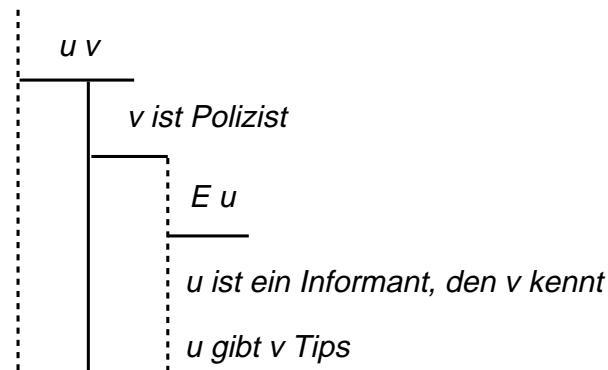 u v
v ist Polizist
E u
u ist ein Informant, den v kennt
u gibt v Tips